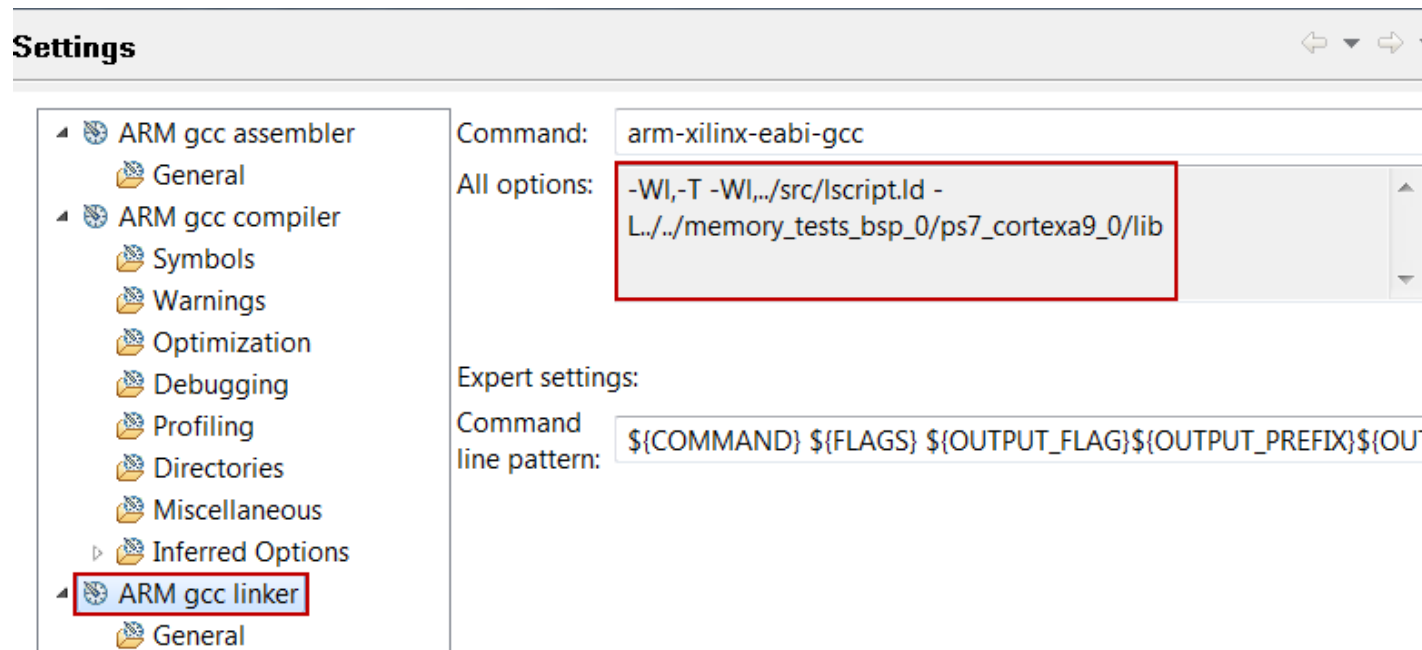 Settings
ARM gcc assembler
General
ARM gcc compiler
Symbols
Warnings
Optimization
Debugging
Profiling
Directories
Miscellaneous
Inferred Options
ARM gcc linker
General
Command: arm-xilinx-eabi-gcc
All options: -Wl,-T -Wl,../src/lscript.ld -
L../../memory_tests_bsp_0/ps7_cortexa9_0/lib
Expert settings:
Command
line pattern: ${COMMAND} ${FLAGS} ${OUTPUT_FLAG}${OUTPUT_PREFIX}${OUT